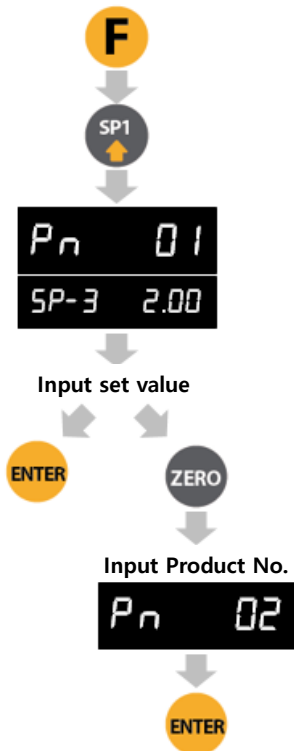 F
SP1
Pn 01
SP-3 2.00
Input set value
ENTER
ZERO
Input Product No.
Pn 02
ENTER